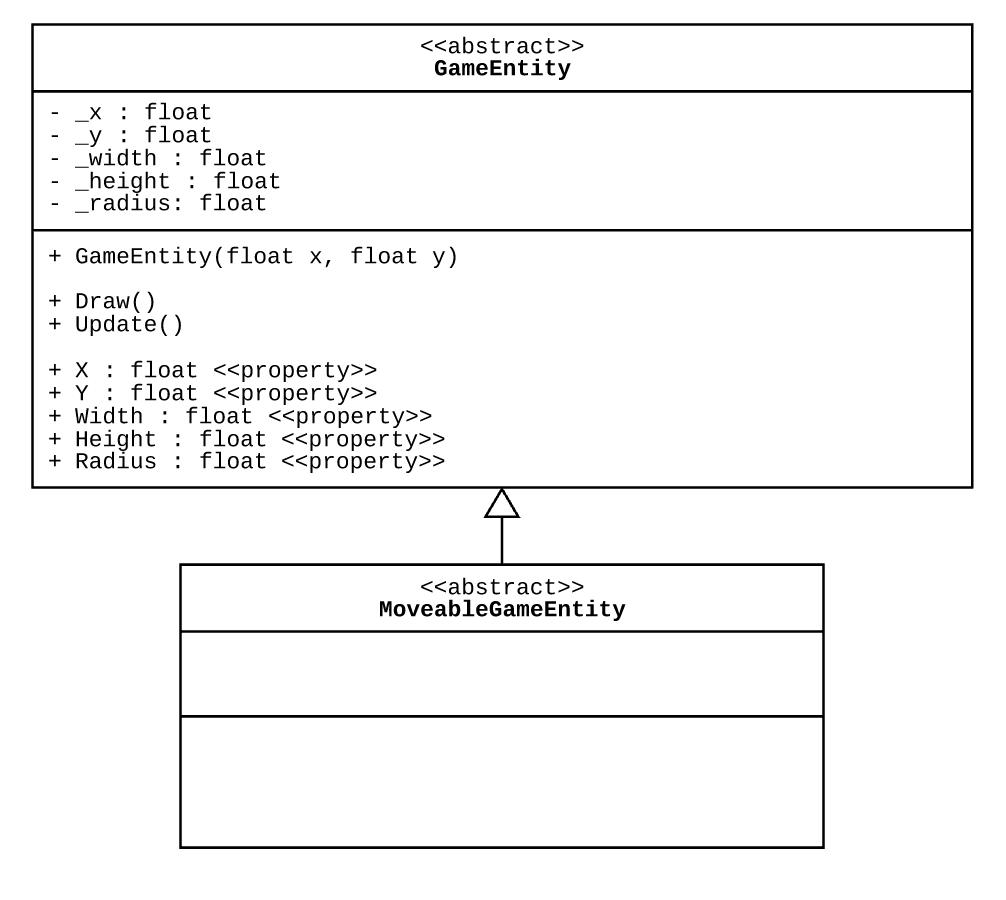 <<abstract>>
GameEntity
- _x : float
- _y : float
- _width : float
- _height : float
- _radius: float
+ GameEntity(float x, float y)
+ Draw()
+ Update()
+ X : float <<property>>
+ Y : float <<property>>
+ Width : float <<property>>
+ Height : float <<property>>
+ Radius : float <<property>>
<<abstract>>
MoveableGameEntity